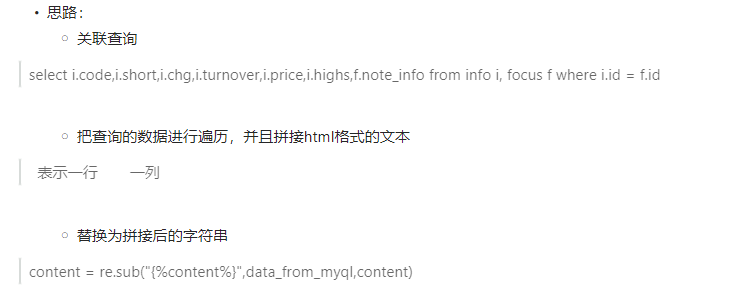 • 思路：
○ 关联查询
select i.code,i.short,i.chg,i.turnover,i.price,i.highs,f.note_info from info i, focus f where i.id = f.id
○ 把查询的数据进行遍历，并且拼接html格式的文本
表示一行 一列
○ 替换为拼接后的字符串
content = re.sub("{%content%}",data_from_myql,content)